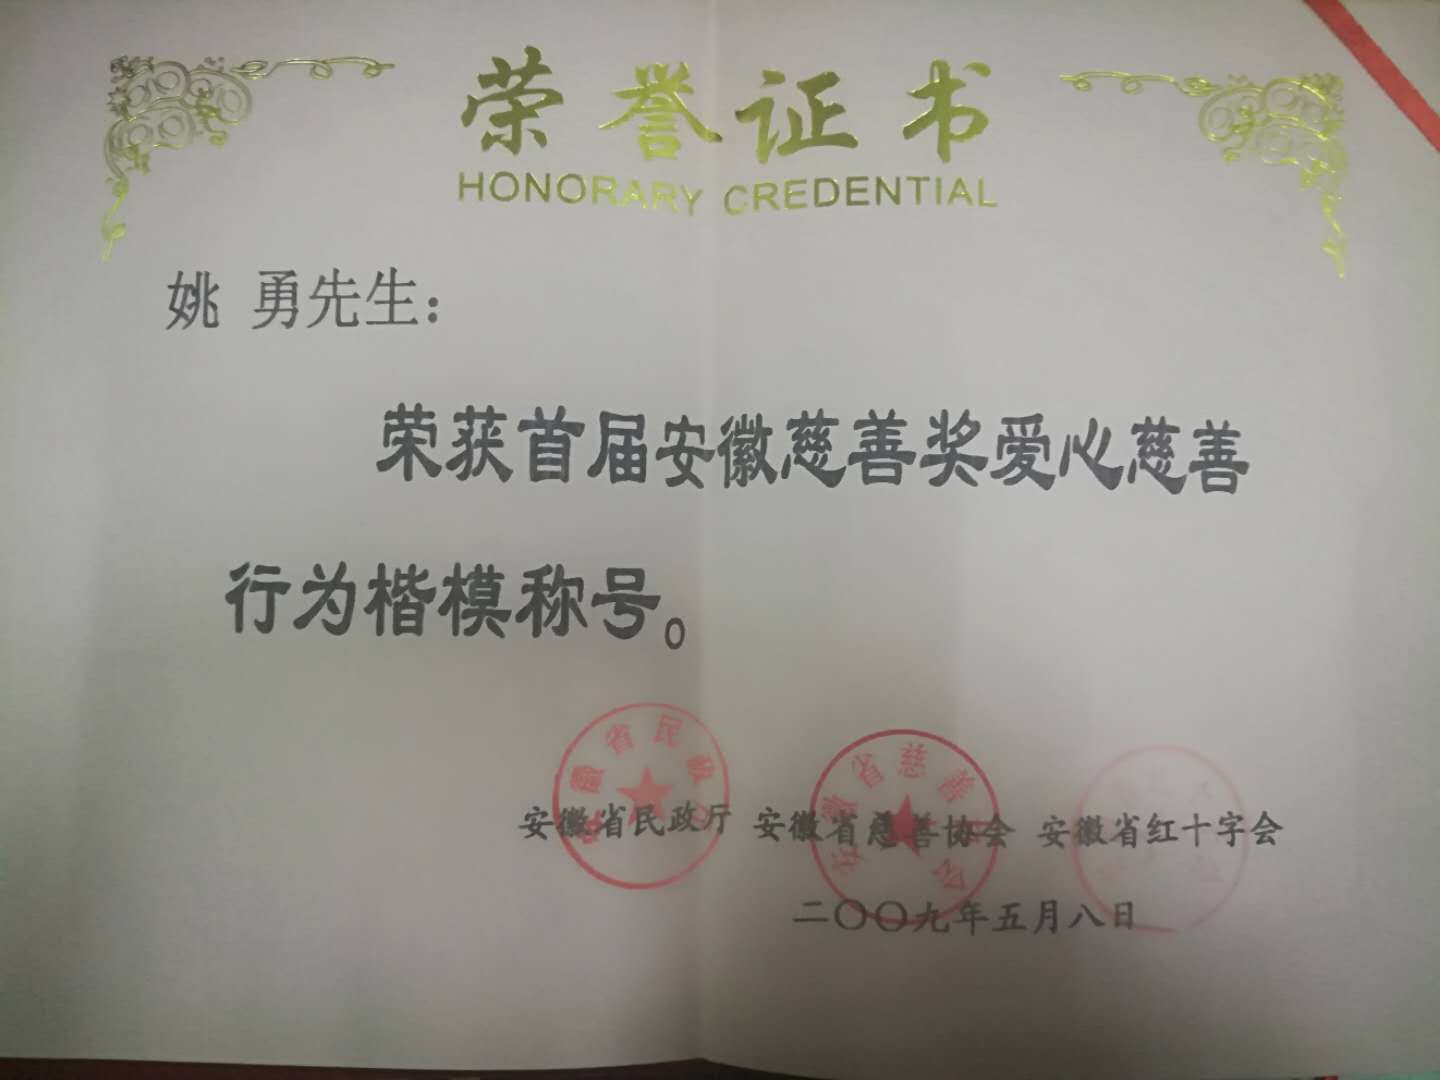 荣誉证书
HONORARY CREDENTIAL
姚 勇先生：
荣获首届安徽慈善奖爱心慈善
行为楷模称号。
安徽省民政厅 安徽省慈善协会 安徽省红十字会
二〇〇九年五月八日